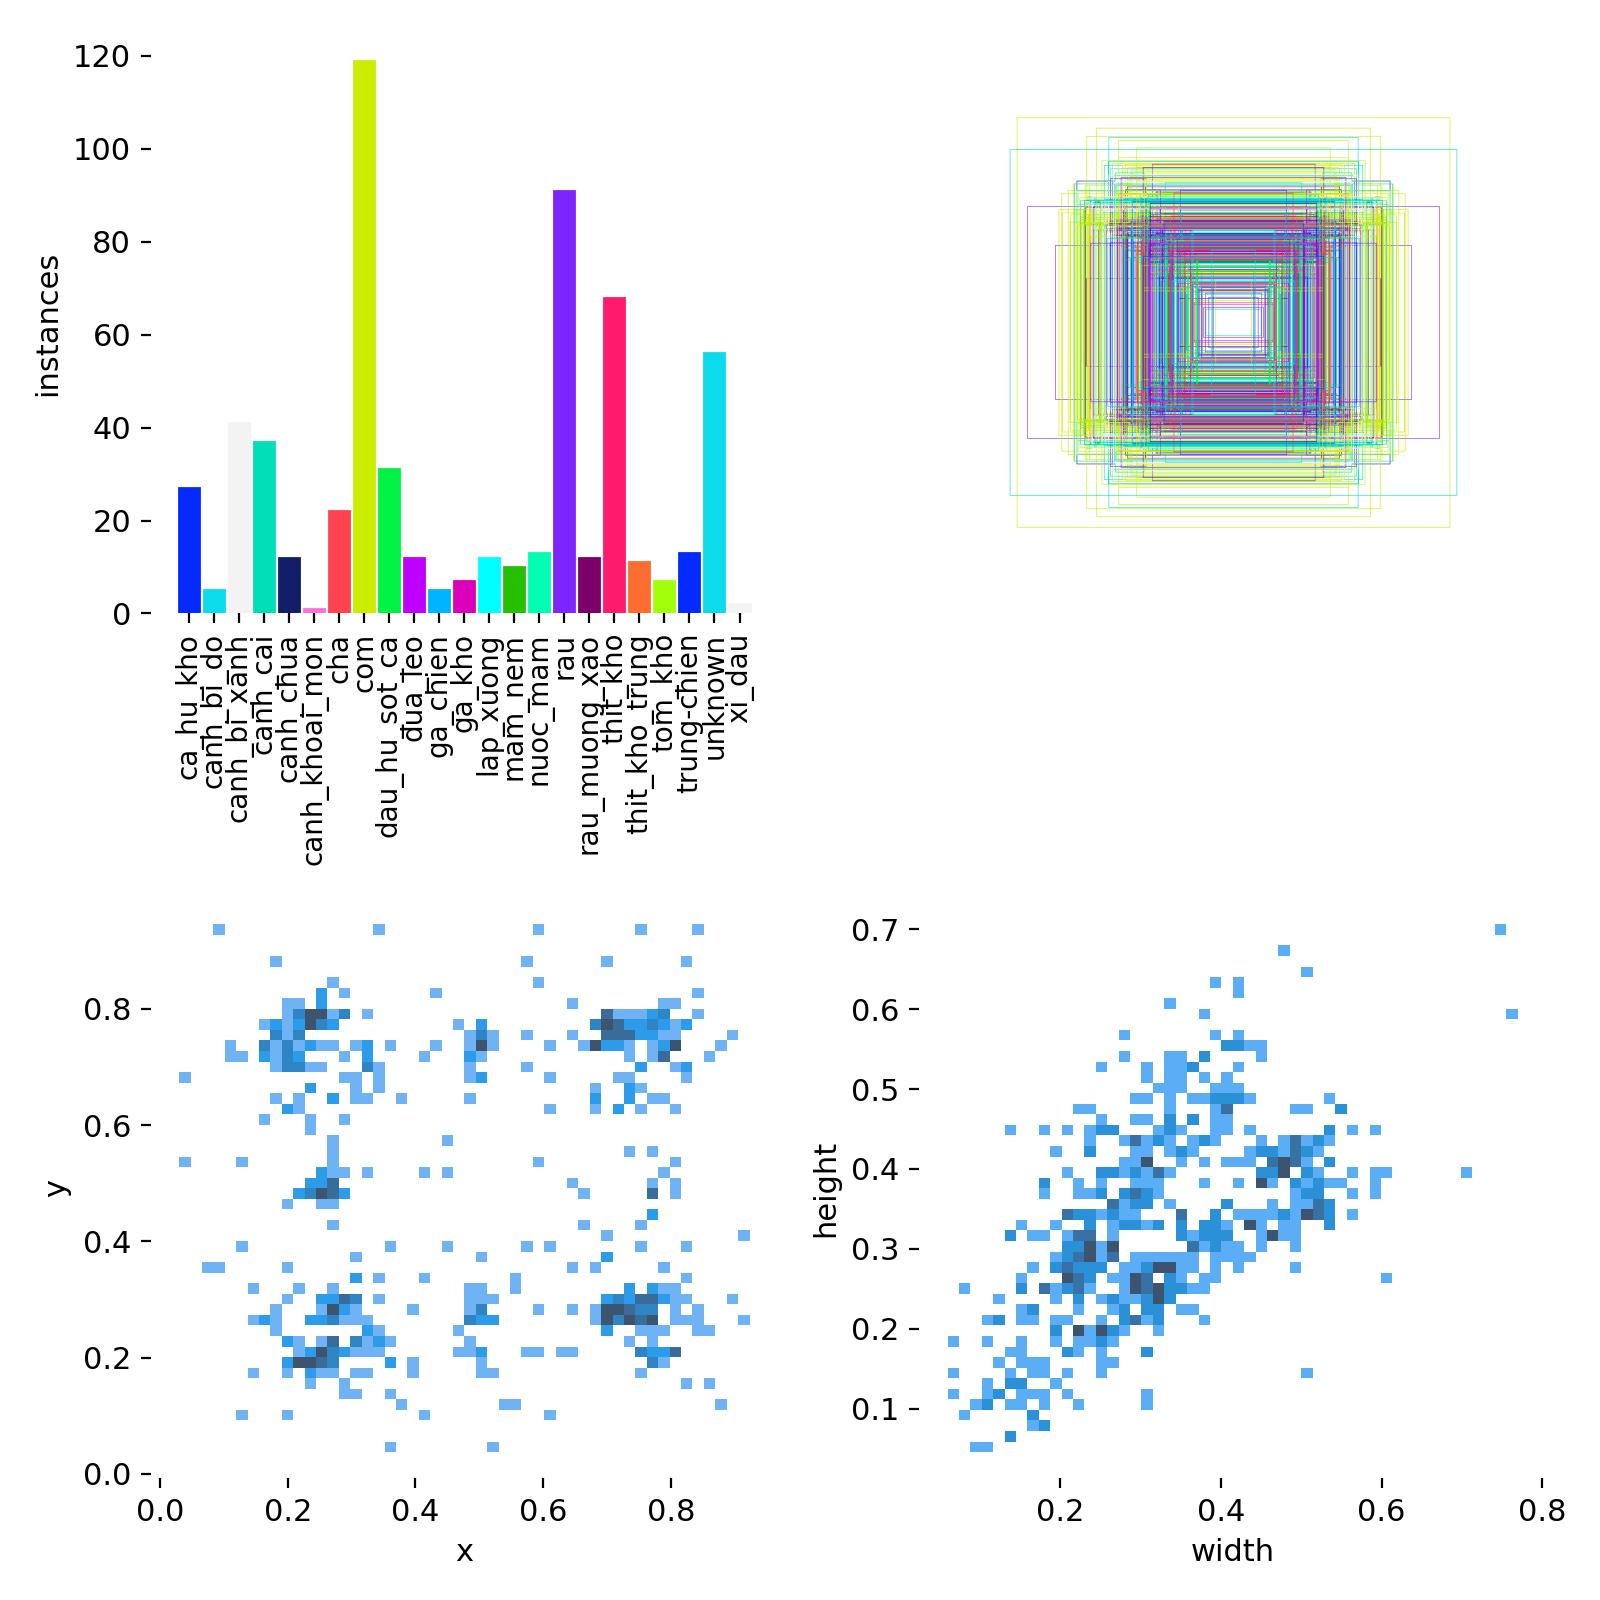 120
100
80
60
40
20
0
instances
ca_hu_kho
canh_bi_do
canh_bi_xanh
canh_cai
canh_chua
canh_khoai_mon
cha
com
dau_hu_sot_ca
dua_leo
ga_chien
ga_kho
lap_xuong
mam_nem
nuoc_mam
rau
rau_muong_xao
thit_kho
thit_kho_trung
tom_kho
trung-chien
unknown
xi_dau
0.8
0.6
0.4
0.2
0.0
y
0.0 0.2 0.4 0.6 0.8
x
0.7
0.6
0.5
0.4
0.3
0.2
0.1
height
0.2 0.4 0.6 0.8
width